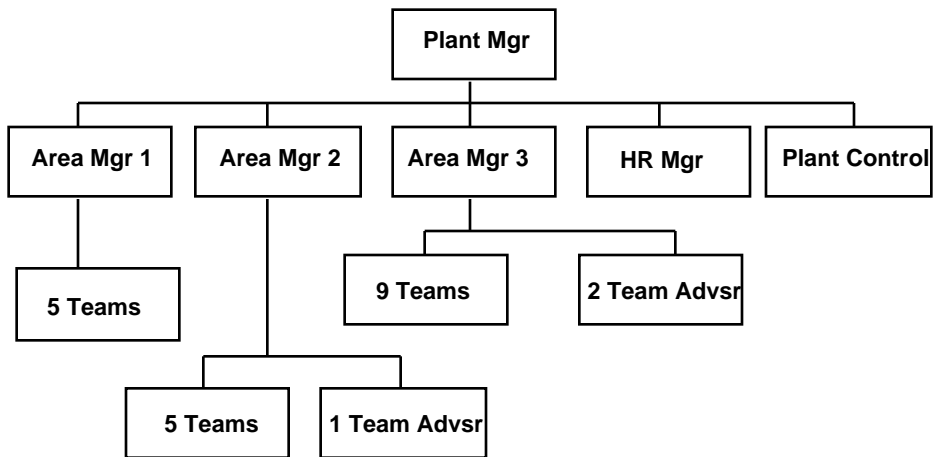 Plant Mgr
Area Mgr 1
Area Mgr 2
Area Mgr 3
HR Mgr
Plant Control
5 Teams
9 Teams
2 Team Advsr
5 Teams
1 Team Advsr